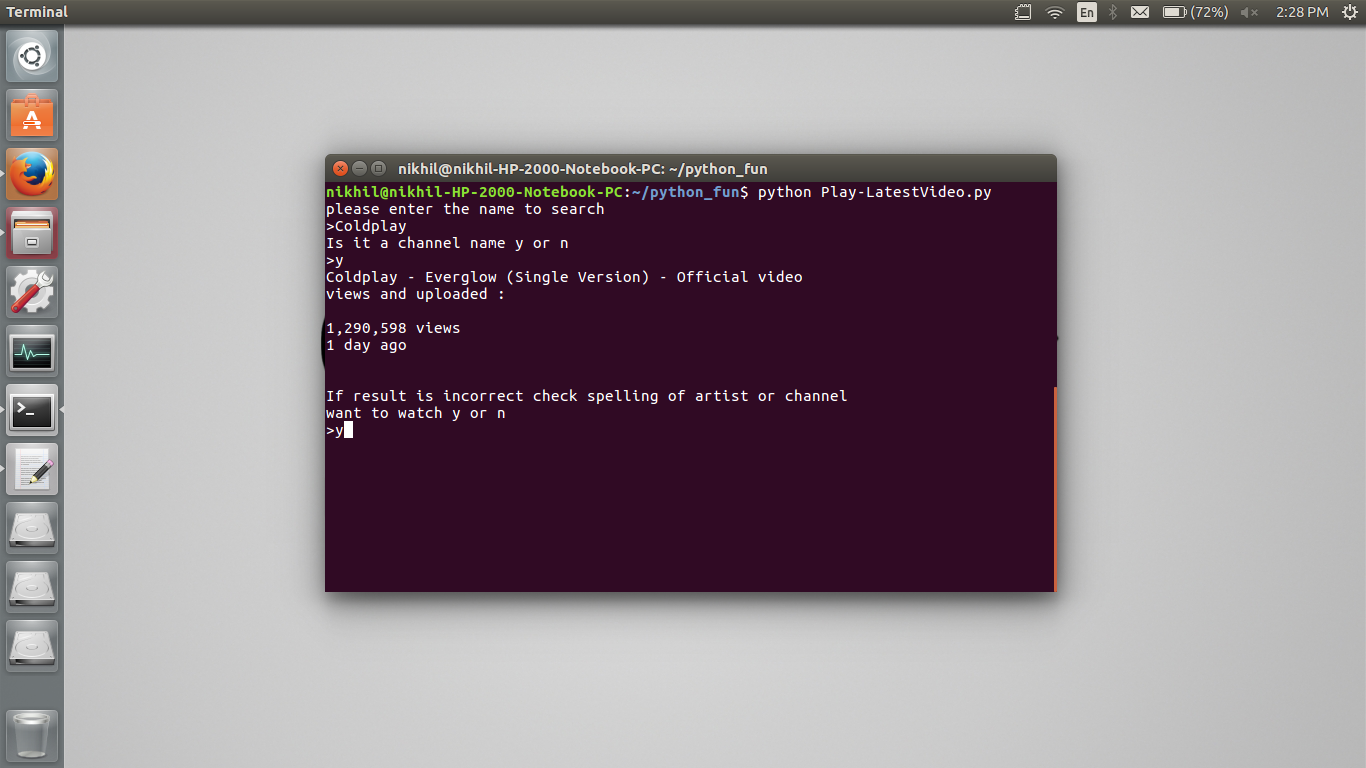 Terminal
En
(72%)
2:28 PM
nikhil@nikhil-HP-2000-Notebook-PC: ~/python_fun
nikhil@nikhil-HP-2000-Notebook-PC:~/python_fun$ python Play-LatestVideo.py
please enter the name to search
>Coldplay
Is it a channel name y or n
>y
Coldplay - Everglow (Single Version) - Official video
views and uploaded :
1,290,598 views
1 day ago
If result is incorrect check spelling of artist or channel
want to watch y or n
>y